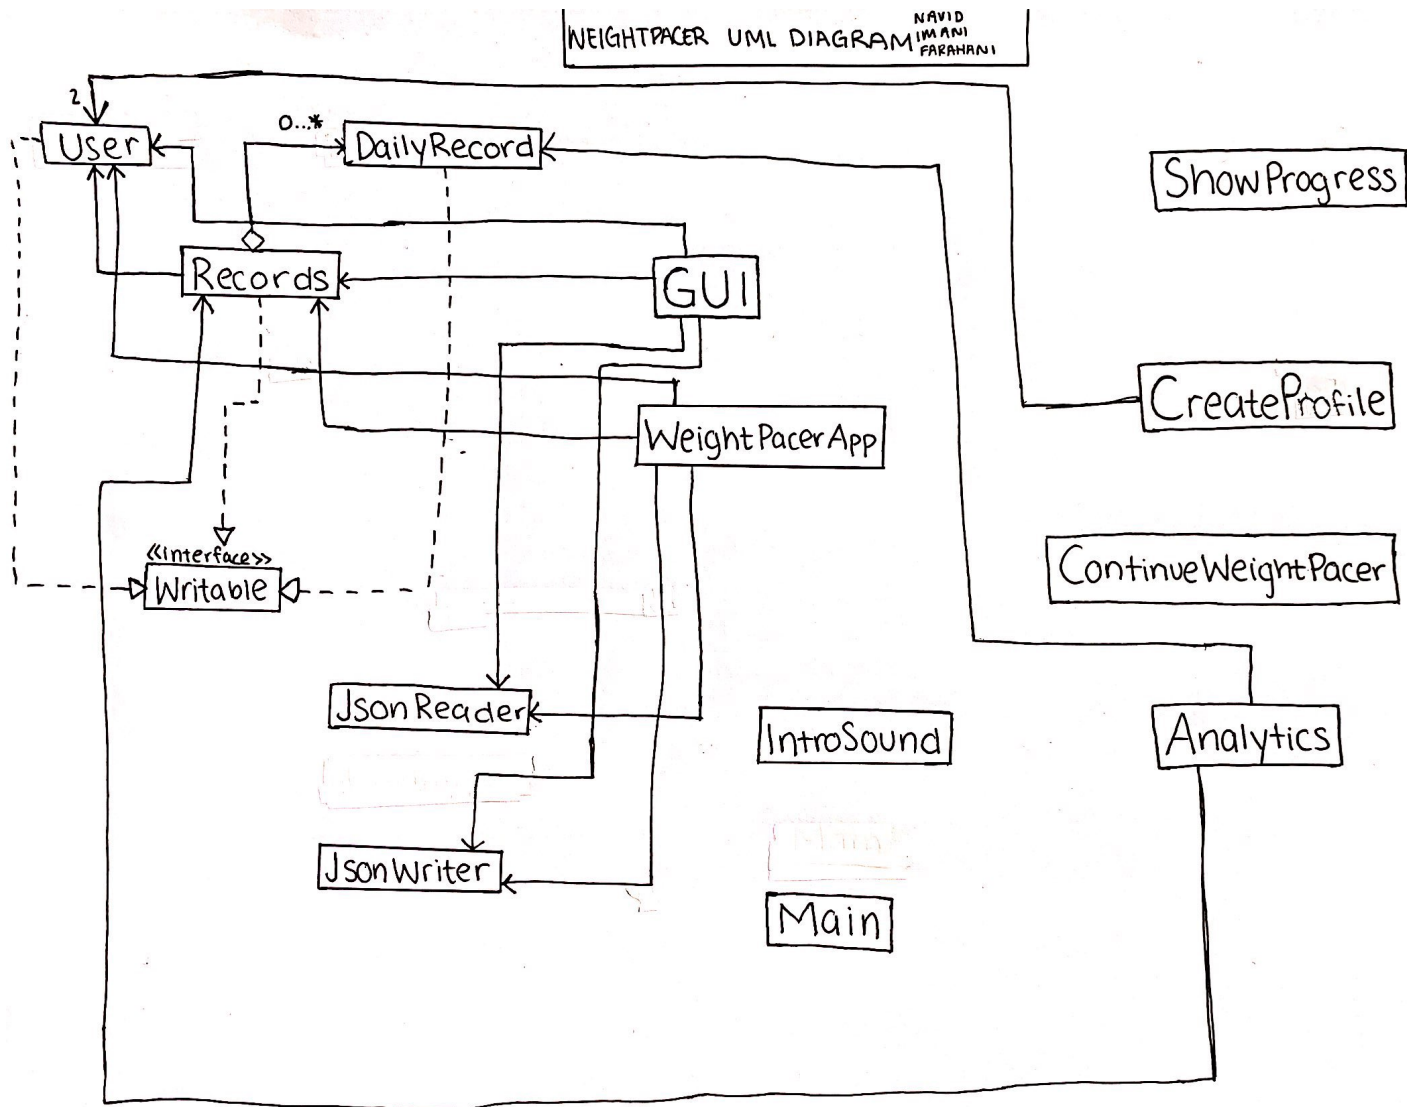 WEIGHTPACER UML DIAGRAM
NAVID
IMANI
FARAHANI
2
User
0...*
DailyRecord
ShowProgress
Records
GUI
CreateProfile
WeightPacerApp
<<interface>>
Writable
ContinueWeightPacer
JsonReader
IntroSound
Analytics
JsonWriter
Main